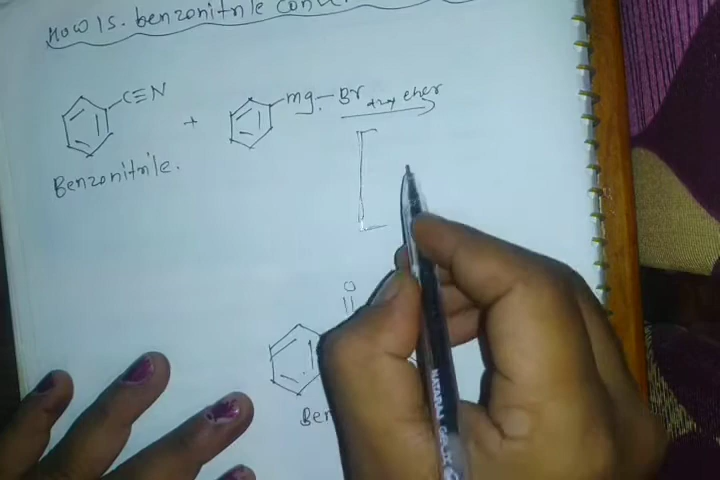 How Is. benzonitrile
C≡N
+
mg.—Br
dry ether
Benzonitrile.
O
Ben